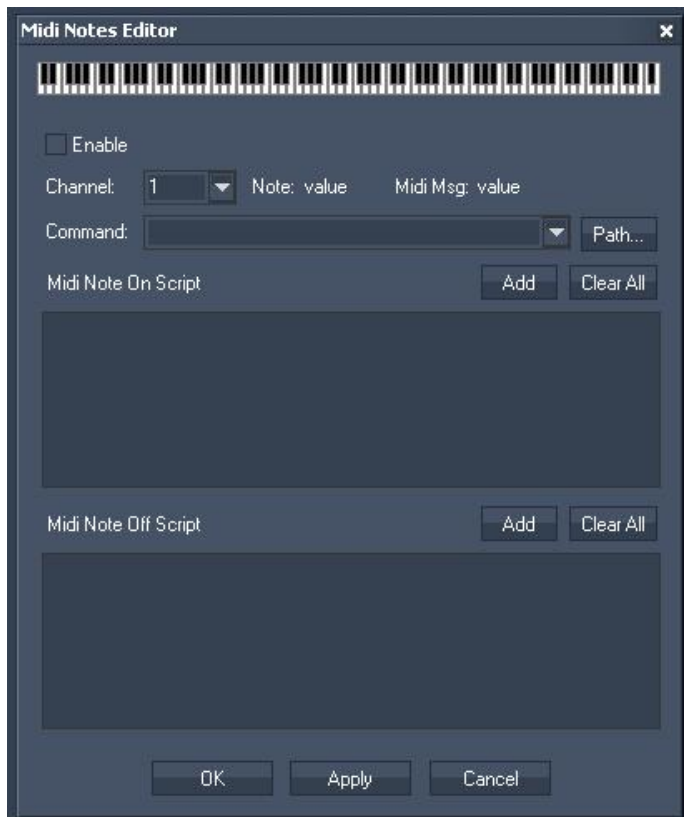 Midi Notes Editor
Enable
Channel: 1 Note: value Midi Msg: value
Command: Path...
Midi Note On Script Add Clear All
Midi Note Off Script Add Clear All
OK Apply Cancel